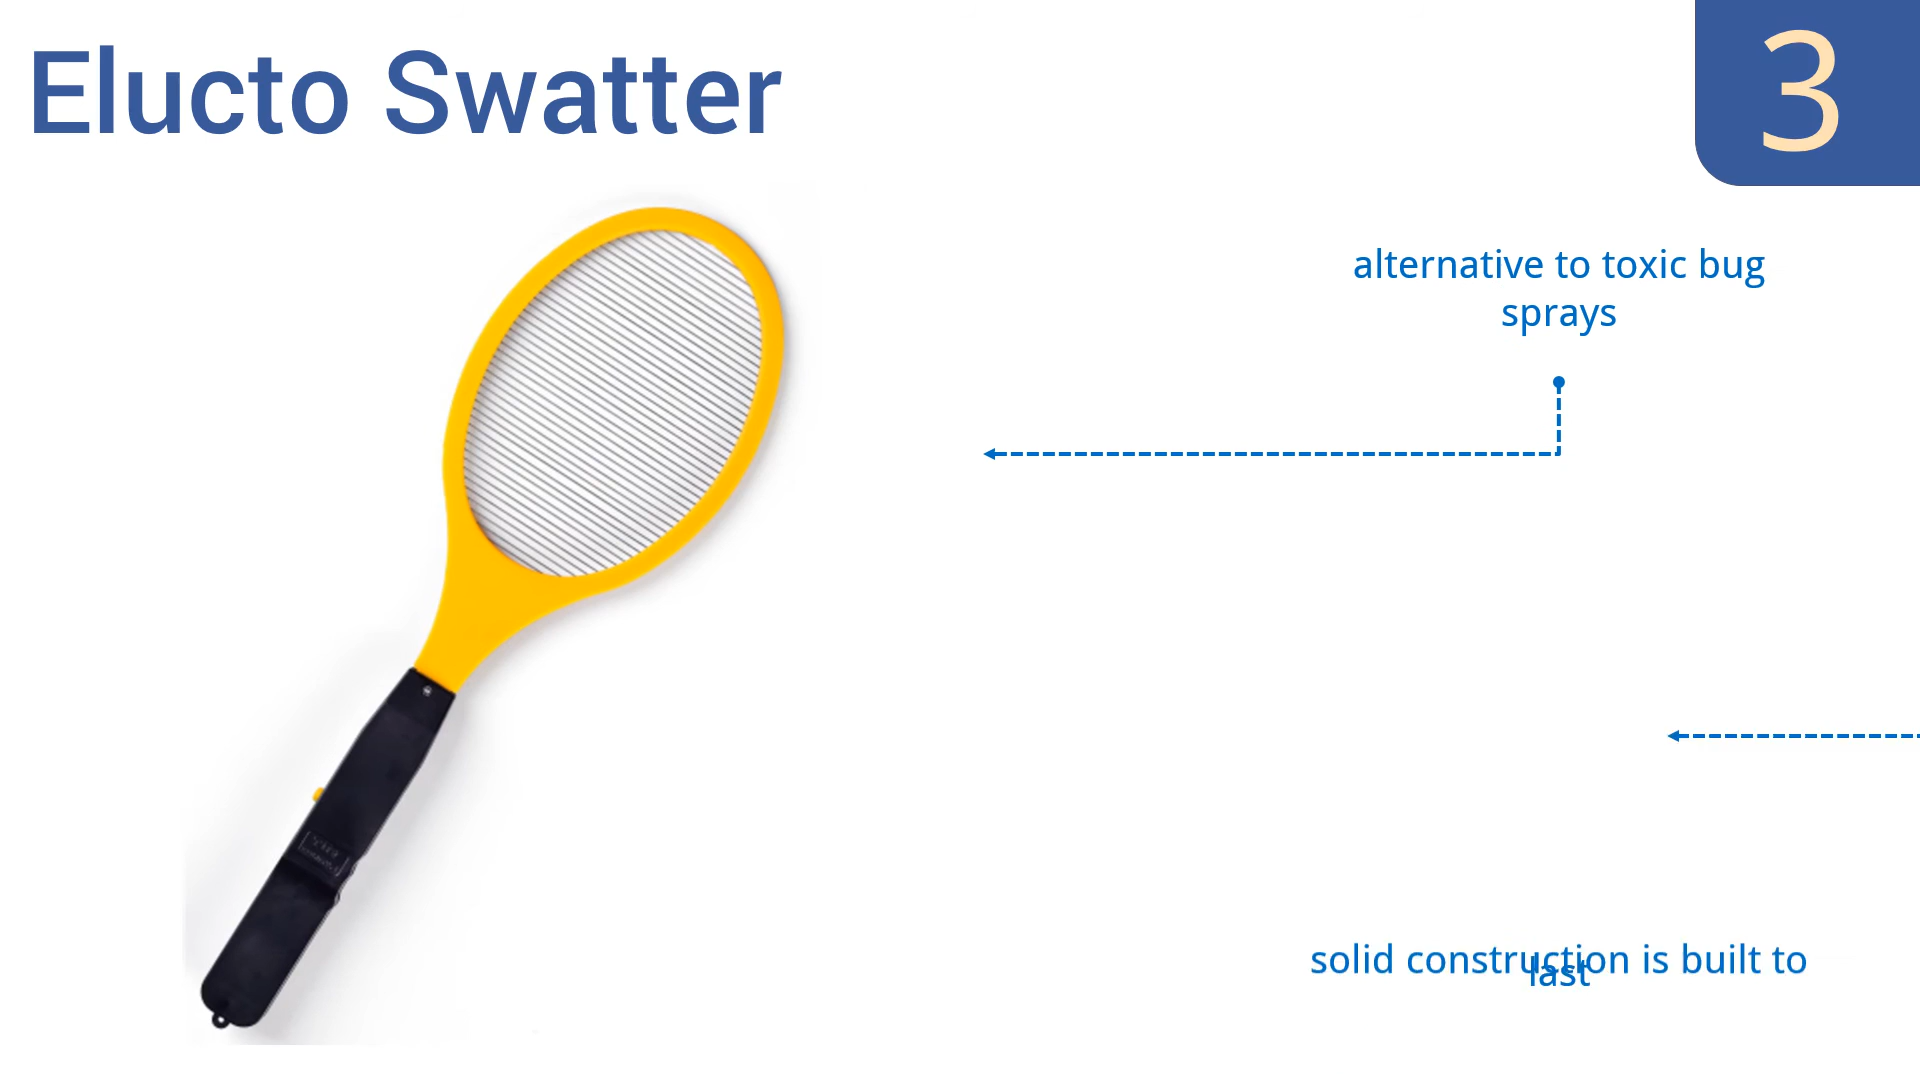 Elucto Swatter
3
alternative to toxic bug
sprays
solid construction is built to
last